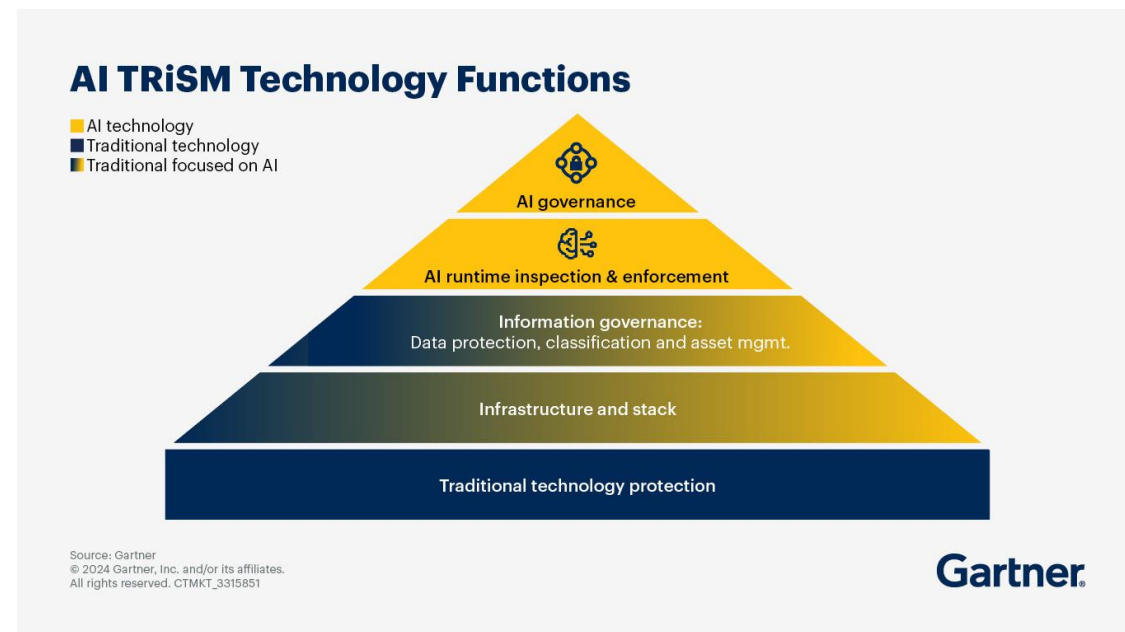 AI TRiSM Technology Functions
AI technology
Traditional technology
Traditional focused on AI
AI governance
AI runtime inspection & enforcement
Information governance:
Data protection, classification and asset mgmt.
Infrastructure and stack
Traditional technology protection
Source: Gartner
© 2024 Gartner, Inc. and/or its affiliates.
All rights reserved. CTMKT_3315851
Gartner®